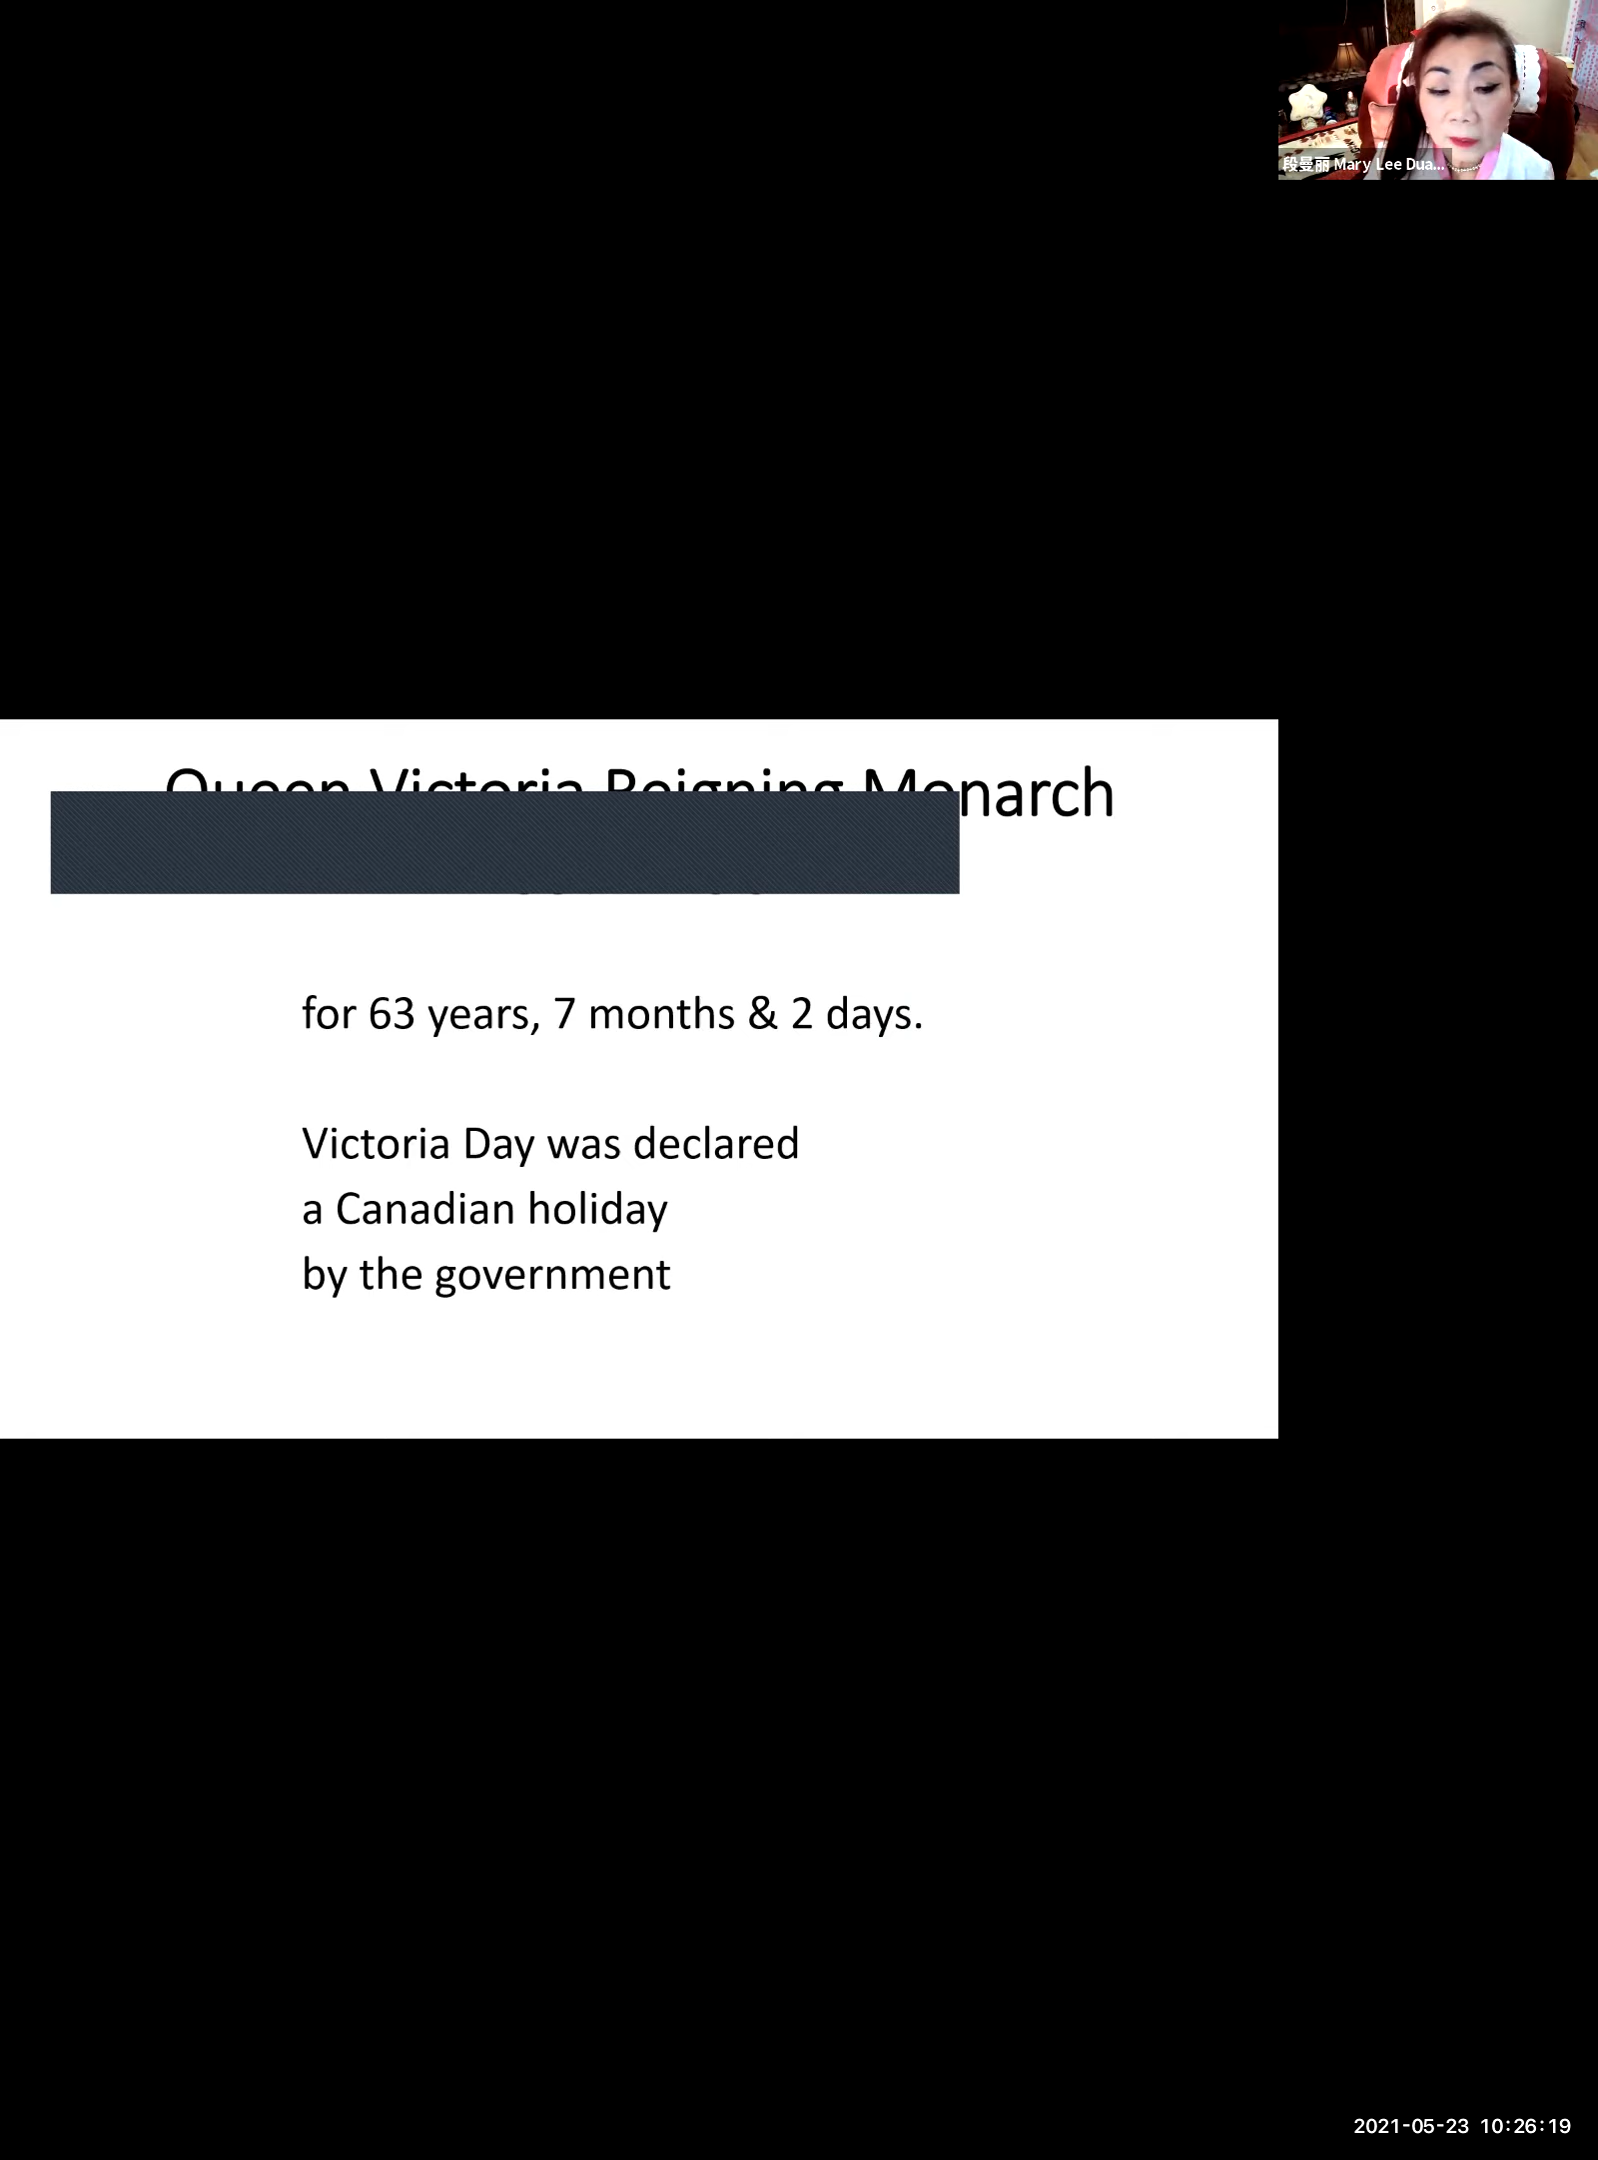 段曼丽 Mary Lee Dua...
Queen Victoria Reigning Monarch
for 63 years, 7 months & 2 days.
Victoria Day was declared
a Canadian holiday
by the government
2021-05-23 10:26:19